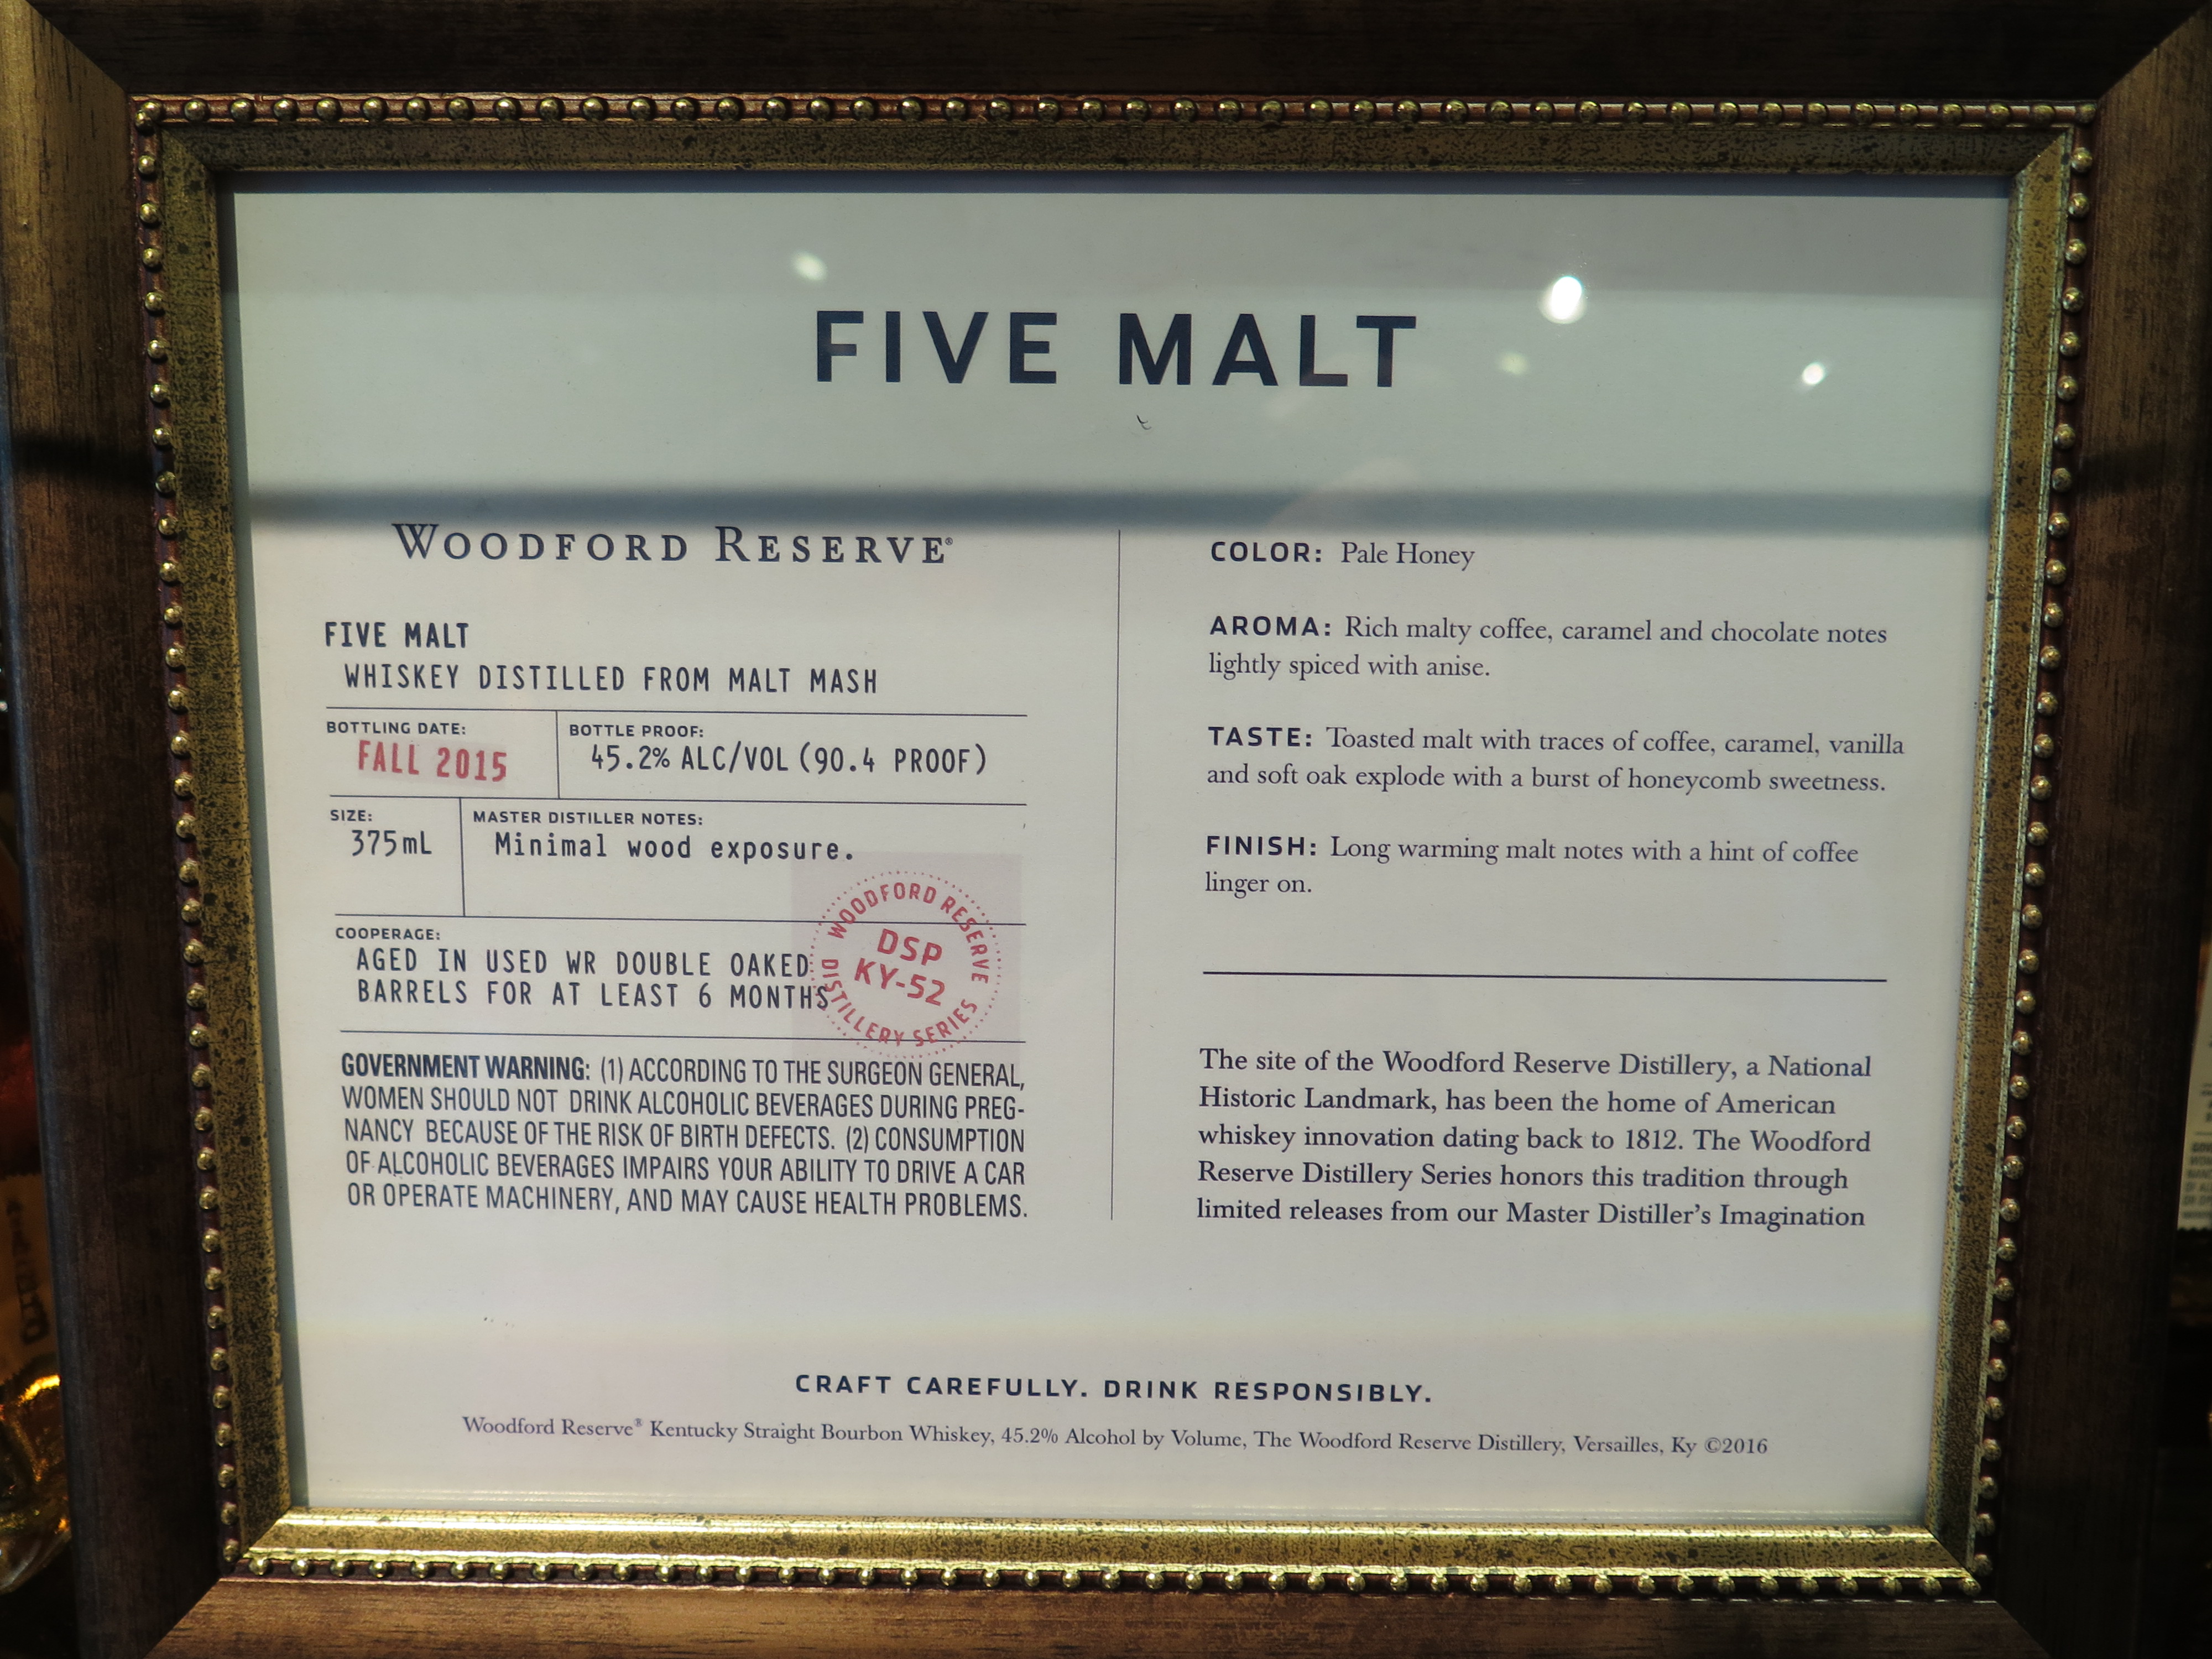 FIVE MALT
WOODFORD RESERVE®
FIVE MALT
WHISKEY DISTILLED FROM MALT MASH
BOTTLING DATE:
FALL 2015
BOTTLE PROOF:
45.2% ALC/VOL (90.4 PROOF)
SIZE:
375mL
MASTER DISTILLER NOTES:
Minimal wood exposure.
COOPERAGE:
AGED IN USED WR DOUBLE OAKED
BARRELS FOR AT LEAST 6 MONTHS
WOODFORD RESERVE
DSP
KY-52
DISTILLERY SERIES
GOVERNMENT WARNING: (1) ACCORDING TO THE SURGEON GENERAL,
WOMEN SHOULD NOT DRINK ALCOHOLIC BEVERAGES DURING PREG-
NANCY BECAUSE OF THE RISK OF BIRTH DEFECTS. (2) CONSUMPTION
OF ALCOHOLIC BEVERAGES IMPAIRS YOUR ABILITY TO DRIVE A CAR
OR OPERATE MACHINERY, AND MAY CAUSE HEALTH PROBLEMS.
COLOR: Pale Honey
AROMA: Rich malty coffee, caramel and chocolate notes
lightly spiced with anise.
TASTE: Toasted malt with traces of coffee, caramel, vanilla
and soft oak explode with a burst of honeycomb sweetness.
FINISH: Long warming malt notes with a hint of coffee
linger on.
The site of the Woodford Reserve Distillery, a National
Historic Landmark, has been the home of American
whiskey innovation dating back to 1812. The Woodford
Reserve Distillery Series honors this tradition through
limited releases from our Master Distiller's Imagination
CRAFT CAREFULLY. DRINK RESPONSIBLY.
Woodford Reserve® Kentucky Straight Bourbon Whiskey, 45.2% Alcohol by Volume, The Woodford Reserve Distillery, Versailles, Ky ©2016